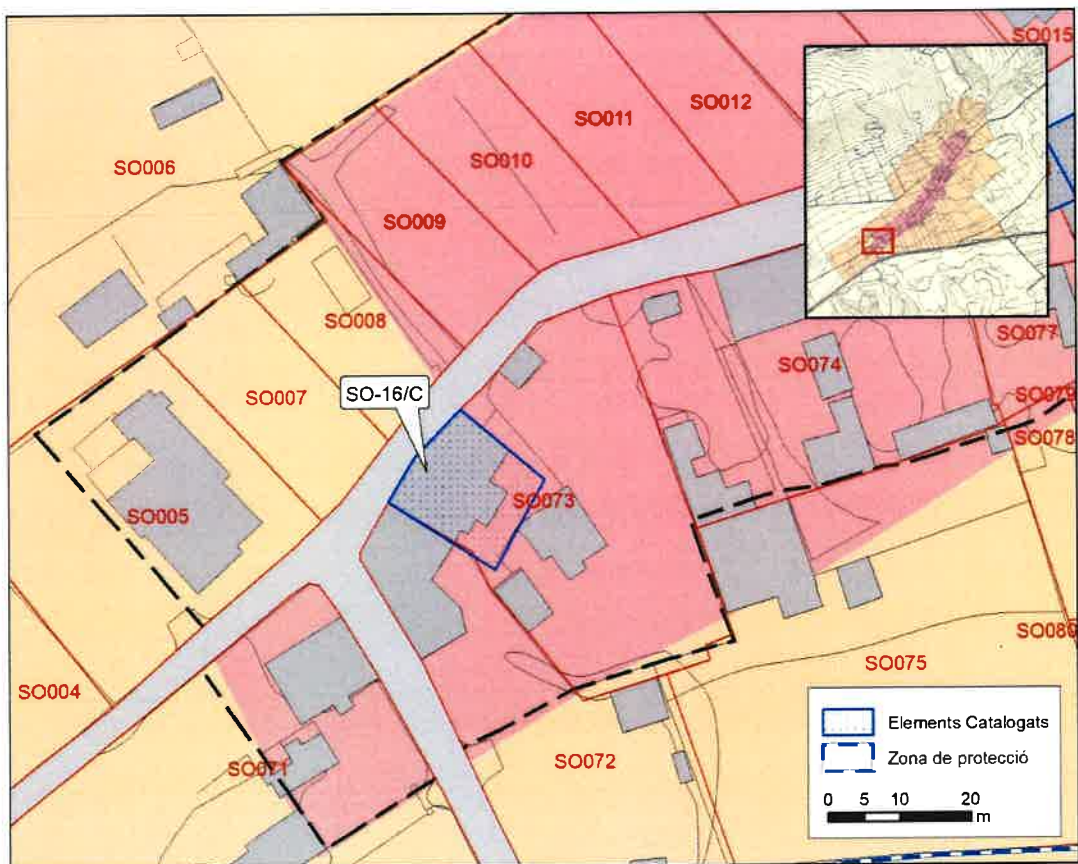 SO015
SO012
SO011
SO010
SO006
SO009
SO008
SO007
SO-16/C
SO074
SO077
SO079
SO078
SO005
SO073
SO080
SO075
SO004
SO071
SO072
Elements Catalogats
Zona de protecció
0 5 10 20
m